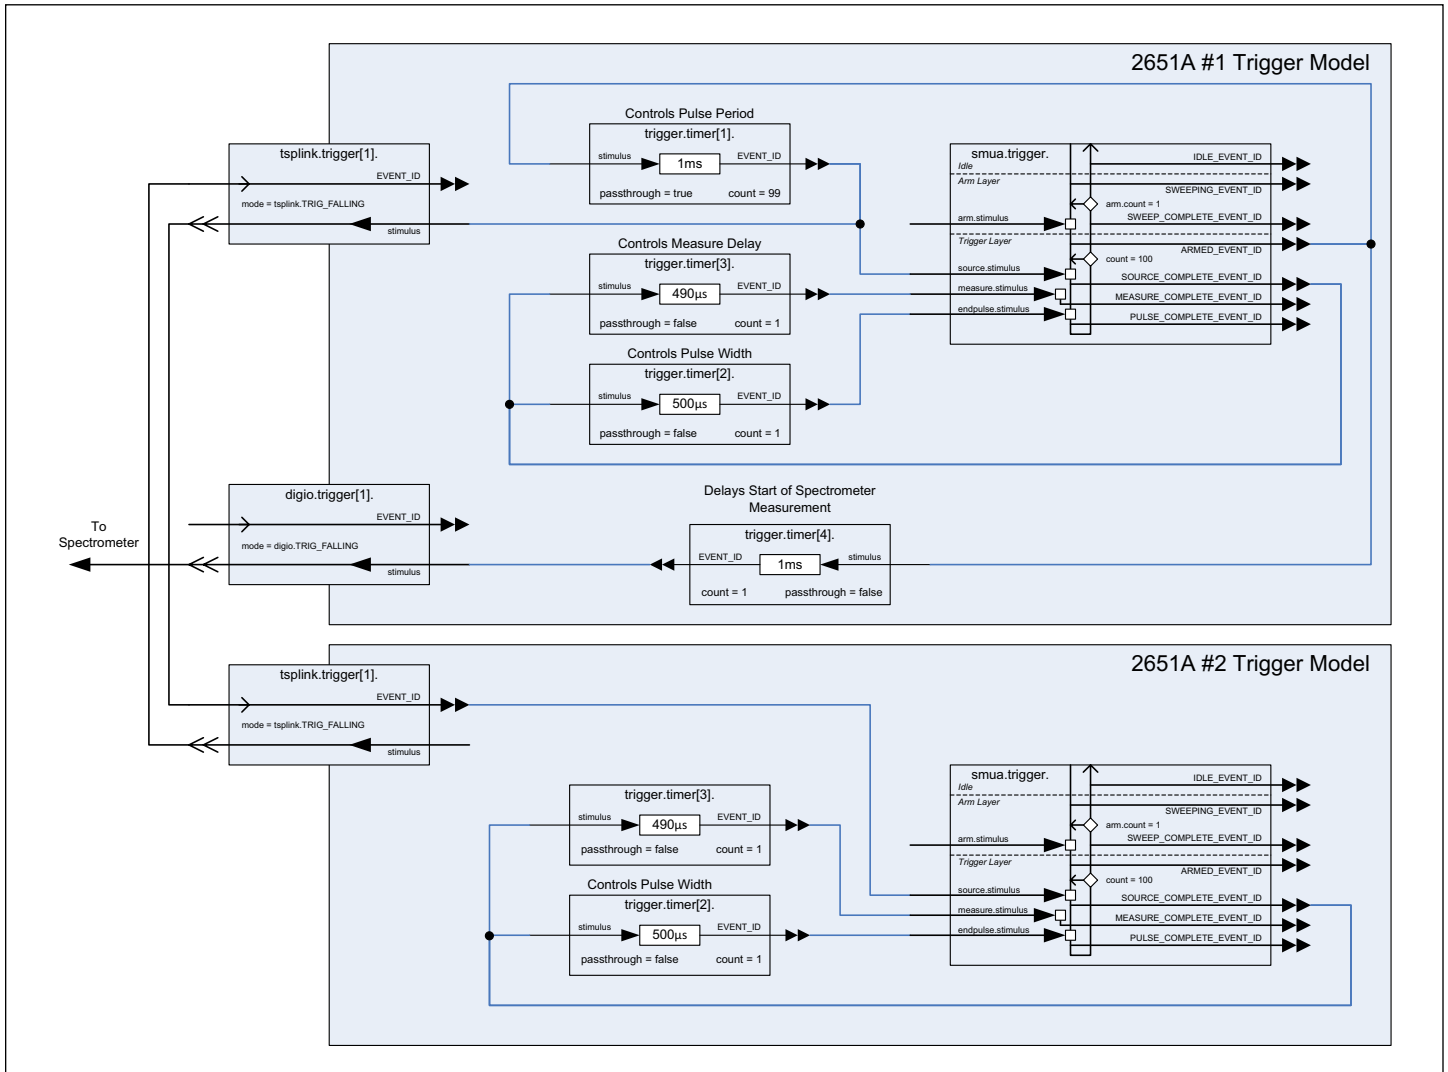 2651A #1 Trigger Model
Controls Pulse Period
trigger.timer[1].
stimulus
1ms
EVENT_ID
passthrough = true
count = 99
tsplink.trigger[1].
EVENT_ID
mode = tsplink.TRIG_FALLING
stimulus
smua.trigger.
Idle
IDLE_EVENT_ID
Arm Layer
SWEEPING_EVENT_ID
arm.count = 1
arm.stimulus
SWEEP_COMPLETE_EVENT_ID
Trigger Layer
ARMED_EVENT_ID
count = 100
source.stimulus
SOURCE_COMPLETE_EVENT_ID
measure.stimulus
MEASURE_COMPLETE_EVENT_ID
endpulse.stimulus
PULSE_COMPLETE_EVENT_ID
Controls Measure Delay
trigger.timer[3].
stimulus
490µs
EVENT_ID
passthrough = false
count = 1
Controls Pulse Width
trigger.timer[2].
stimulus
500µs
EVENT_ID
passthrough = false
count = 1
digio.trigger[1].
EVENT_ID
mode = digio.TRIG_FALLING
stimulus
To
Spectrometer
Delays Start of Spectrometer
Measurement
trigger.timer[4].
EVENT_ID
1ms
stimulus
count = 1
passthrough = false
2651A #2 Trigger Model
tsplink.trigger[1].
EVENT_ID
mode = tsplink.TRIG_FALLING
stimulus
trigger.timer[3].
stimulus
490µs
EVENT_ID
passthrough = false
count = 1
Controls Pulse Width
trigger.timer[2].
stimulus
500µs
EVENT_ID
passthrough = false
count = 1
smua.trigger.
Idle
IDLE_EVENT_ID
Arm Layer
SWEEPING_EVENT_ID
arm.count = 1
arm.stimulus
SWEEP_COMPLETE_EVENT_ID
Trigger Layer
ARMED_EVENT_ID
count = 100
source.stimulus
SOURCE_COMPLETE_EVENT_ID
measure.stimulus
MEASURE_COMPLETE_EVENT_ID
endpulse.stimulus
PULSE_COMPLETE_EVENT_ID